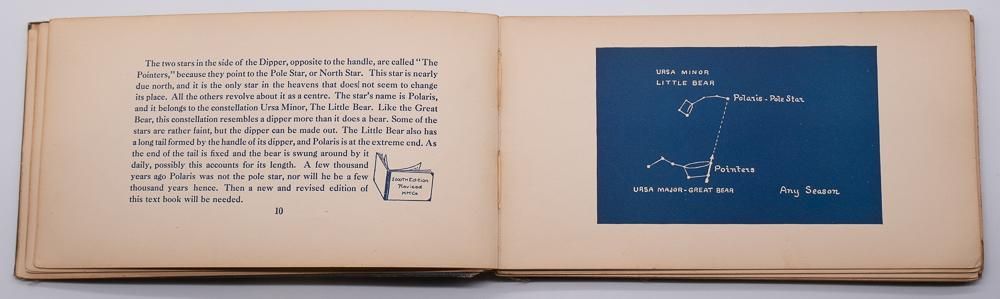 The two stars in the side of the Dipper, opposite to the handle, are called "The
Pointers," because they point to the Pole Star, or North Star. This star is nearly
due north, and it is the only star in the heavens that does not seem to change
its place. All the others revolve about it as a centre. The star's name is Polaris,
and it belongs to the constellation Ursa Minor, The Little Bear. Like the Great
Bear, this constellation resembles a dipper more than it does a bear. Some of the
stars are rather faint, but the dipper can be made out. The Little Bear also has
a long tail formed by the handle of its dipper, and Polaris is at the extreme end. As
the end of the tail is fixed and the bear is swung around by it
daily, possibly this accounts for its length. A few thousand
years ago Polaris was not the pole star, nor will he be a few
thousand years hence. Then a new and revised edition of
this text book will be needed.
1000TH Edition
Revised
HMCo
10
URSA MINOR
LITTLE BEAR
Polaris - Pole Star
Pointers
URSA MAJOR - GREAT BEAR
Any Season